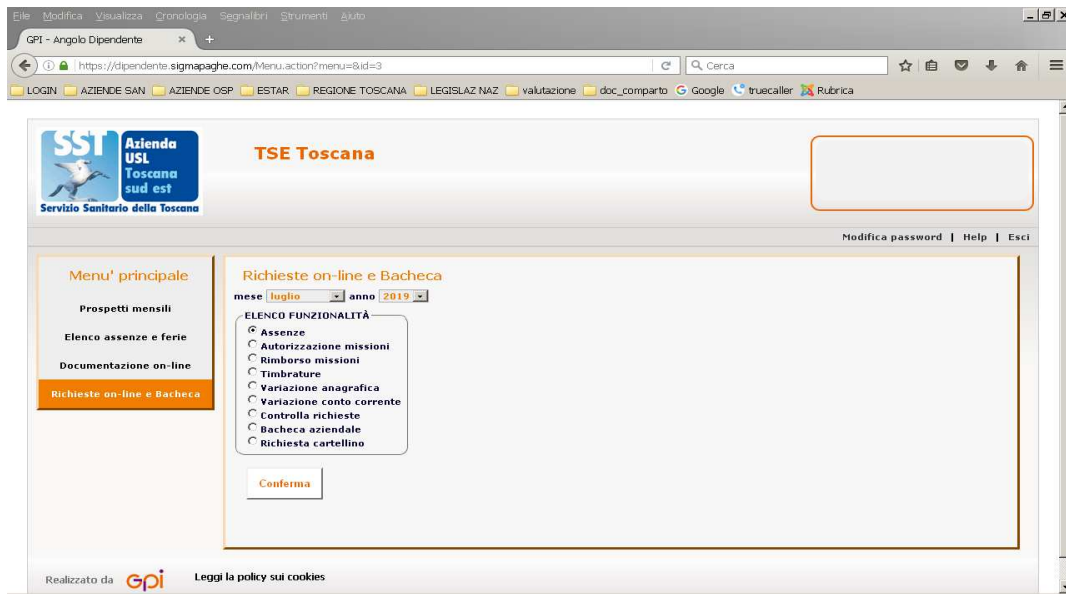 File Modifica Visualizza Cronologia Segnalibri Strumenti Aiuto
GPI - Angolo Dipendente × +
https://dipendente.sigmapaghe.com/Menu.action?menu=&id=3 Cerca
LOGIN AZIENDE SAN AZIENDE OSP ESTAR REGIONE TOSCANA LEGISLAZ NAZ valutazione doc_comparto Google truecaller Rubrica
SST Azienda
USL
Toscana
sud est
Servizio Sanitario della Toscana
TSE Toscana
Modifica password | Help | Esci
Menu' principale
Prospetti mensili
Elenco assenze e ferie
Documentazione on-line
Richieste on-line e Bacheca
Richieste on-line e Bacheca
mese luglio anno 2019
ELENCO FUNZIONALITÀ
Assenze
Autorizzazione missioni
Rimborso missioni
Timbrature
Variazione anagrafica
Variazione conto corrente
Controlla richieste
Bacheca aziendale
Richiesta cartellino
Conferma
Realizzato da GPI Leggi la policy sui cookies